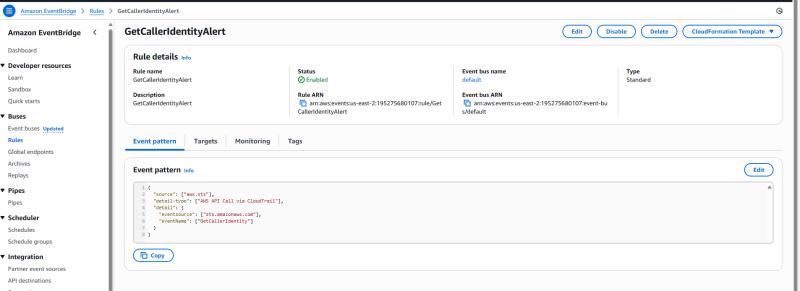 Amazon EventBridge > Rules > GetCallerIdentityAlert
Amazon EventBridge
Dashboard
Developer resources
Learn
Sandbox
Quick starts
Buses
Event buses Updated
Rules
Global endpoints
Archives
Replays
Pipes
Pipes
Scheduler
Schedules
Schedule groups
Integration
Partner event sources
API destinations
GetCallerIdentityAlert
Edit Disable Delete CloudFormation Template
Rule details Info
Rule name
GetCallerIdentityAlert
Description
GetCallerIdentityAlert
Status
Enabled
Rule ARN
arn:aws:events:us-east-2:195275680107:rule/Get
CallerIdentityAlert
Event bus name
default
Event bus ARN
arn:aws:events:us-east-2:195275680107:event-bu
s/default
Type
Standard
Event pattern Targets Monitoring Tags
Event pattern Info
Edit
1 {
2 "source": ["aws.sts"],
3 "detail-type": ["AWS API Call via CloudTrail"],
4 "detail": {
5 "eventSource": ["sts.amazonaws.com"],
6 "eventName": ["GetCallerIdentity"]
7 }
8 }
Copy